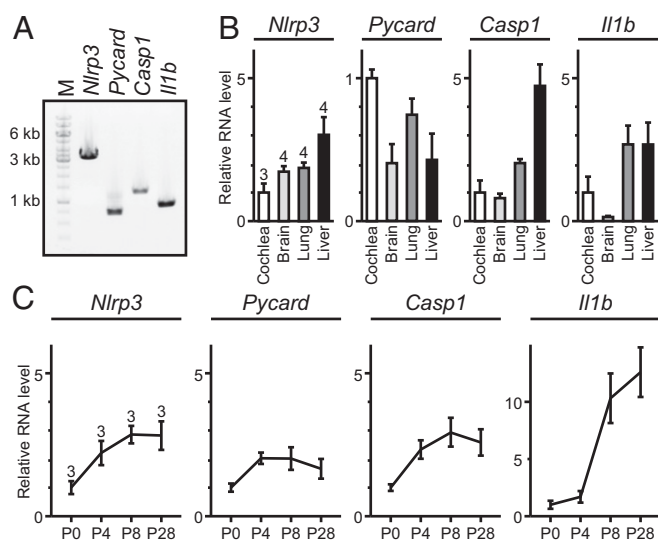 A
M Nlrp3 Pycard Casp1 Il1b
6 kb
3 kb
1 kb
B
Nlrp3 Pycard Casp1 Il1b
Relative RNA level
5 1 5 5
3 4 4 4
0 0 0 0
Cochlea Brain Lung Liver Cochlea Brain Lung Liver Cochlea Brain Lung Liver Cochlea Brain Lung Liver
C
Nlrp3 Pycard Casp1 Il1b
Relative RNA level
5 5 5 10
5
3 3 3 3
0 0 0 0
P0 P4 P8 P28 P0 P4 P8 P28 P0 P4 P8 P28 P0 P4 P8 P28